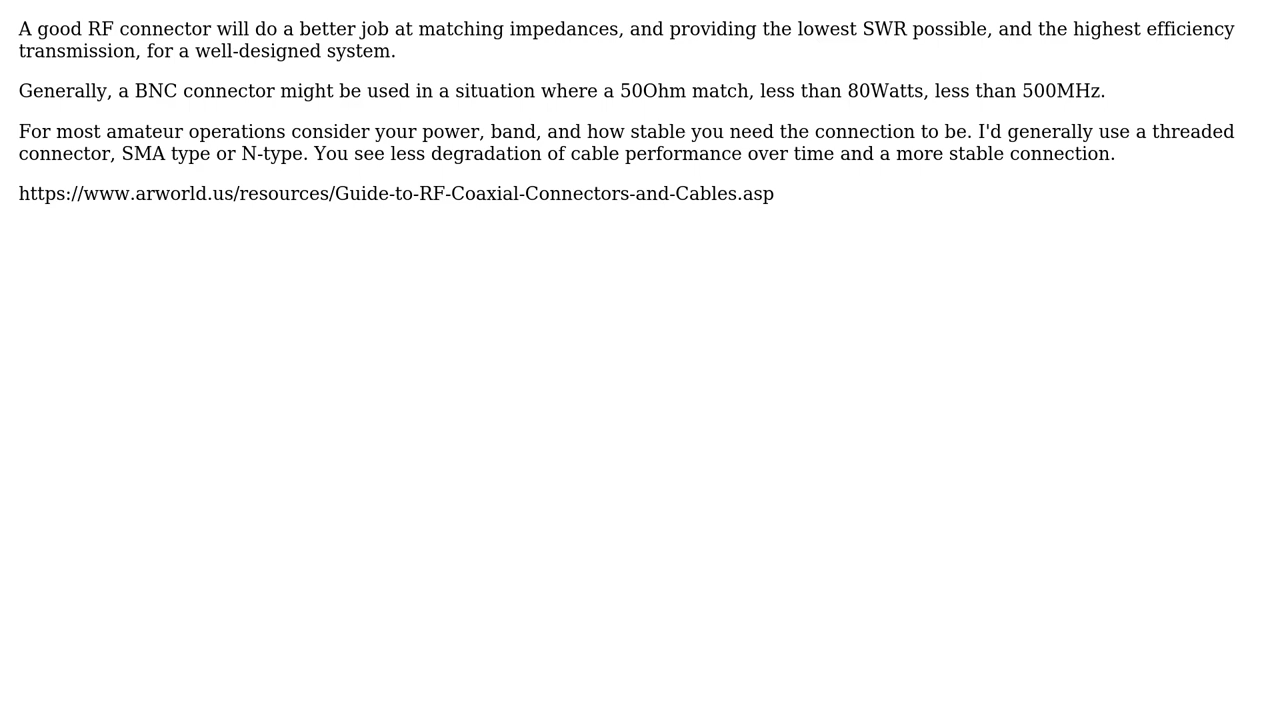 A good RF connector will do a better job at matching impedances, and providing the lowest SWR possible, and the highest efficiency
transmission, for a well-designed system.
Generally, a BNC connector might be used in a situation where a 50Ohm match, less than 80Watts, less than 500MHz.
For most amateur operations consider your power, band, and how stable you need the connection to be. I'd generally use a threaded
connector, SMA type or N-type. You see less degradation of cable performance over time and a more stable connection.
https://www.arworld.us/resources/Guide-to-RF-Coaxial-Connectors-and-Cables.asp